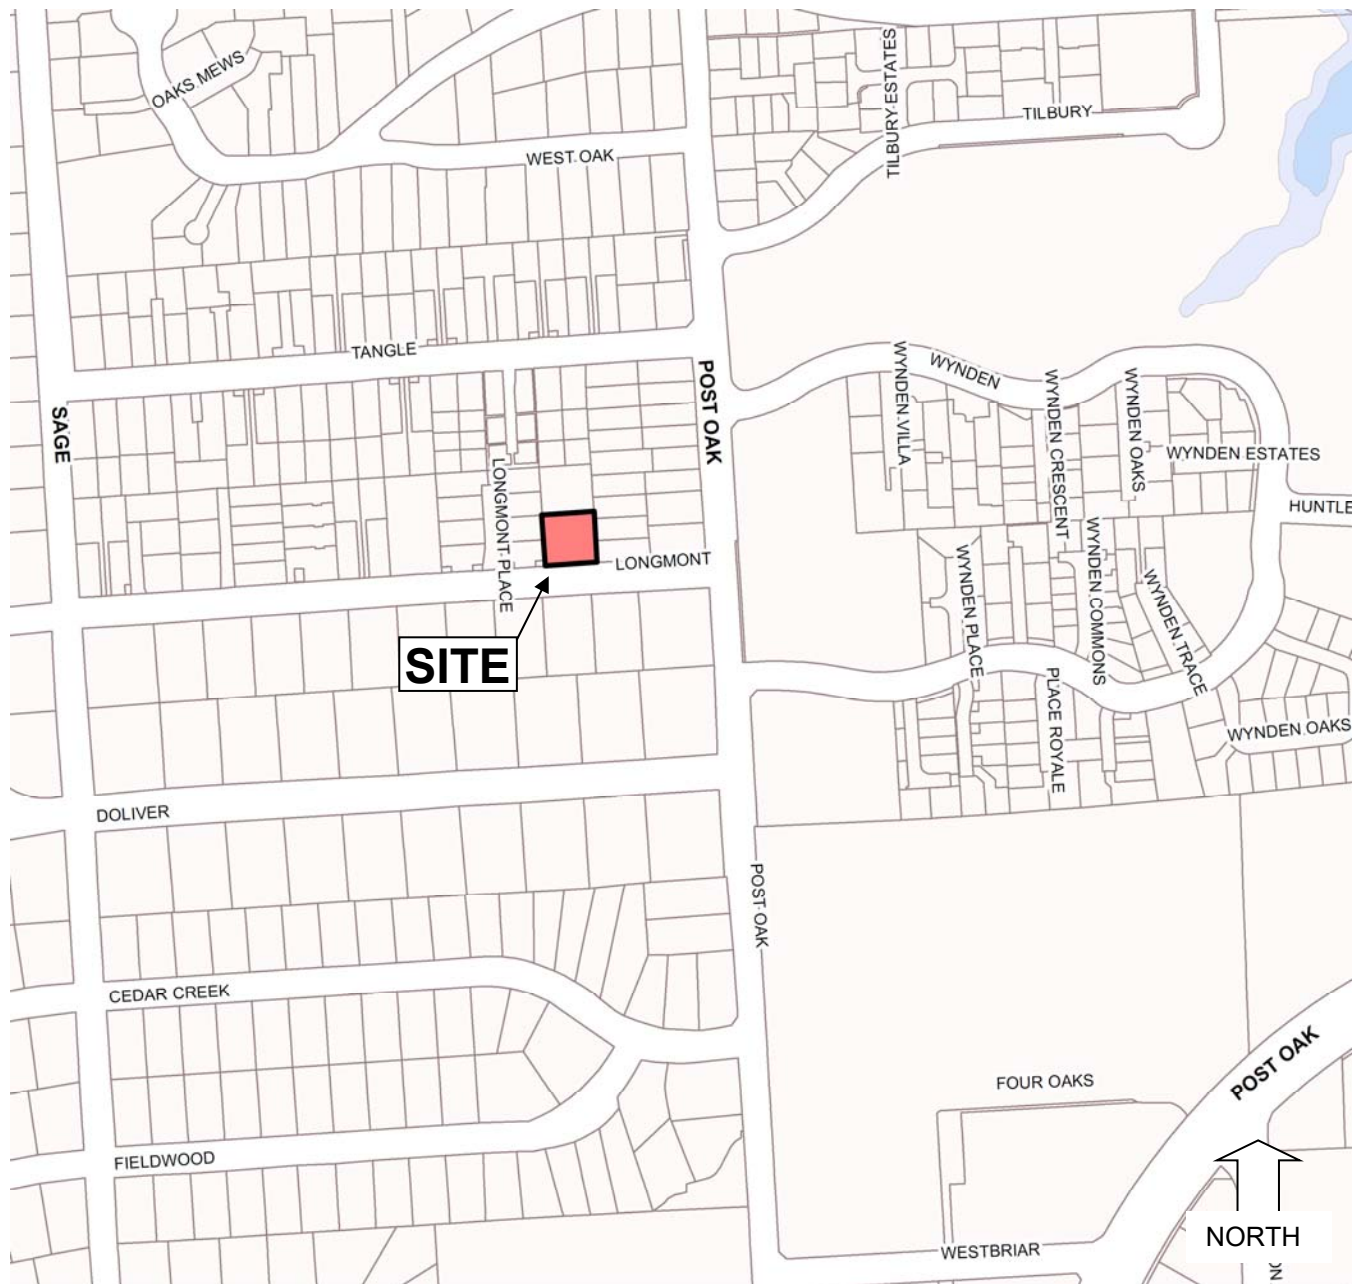 OAKS MEWS
TILBURY ESTATES
TILBURY
WEST OAK
TANGLE
WYNDEN
WYNDEN VILLA
WYNDEN CRESCENT
WYNDEN OAKS
POST OAK
SAGE
WYNDEN ESTATES
LONGMONT PLACE
HUNTLE
LONGMONT
WYNDEN PLACE
WYNDEN COMMONS
WYNDEN TRACE
SITE
PLACE ROYALE
WYNDEN OAKS
DOLIVER
POST OAK
CEDAR CREEK
POST OAK
FOUR OAKS
FIELDWOOD
NORTH
WESTBRIAR
ON